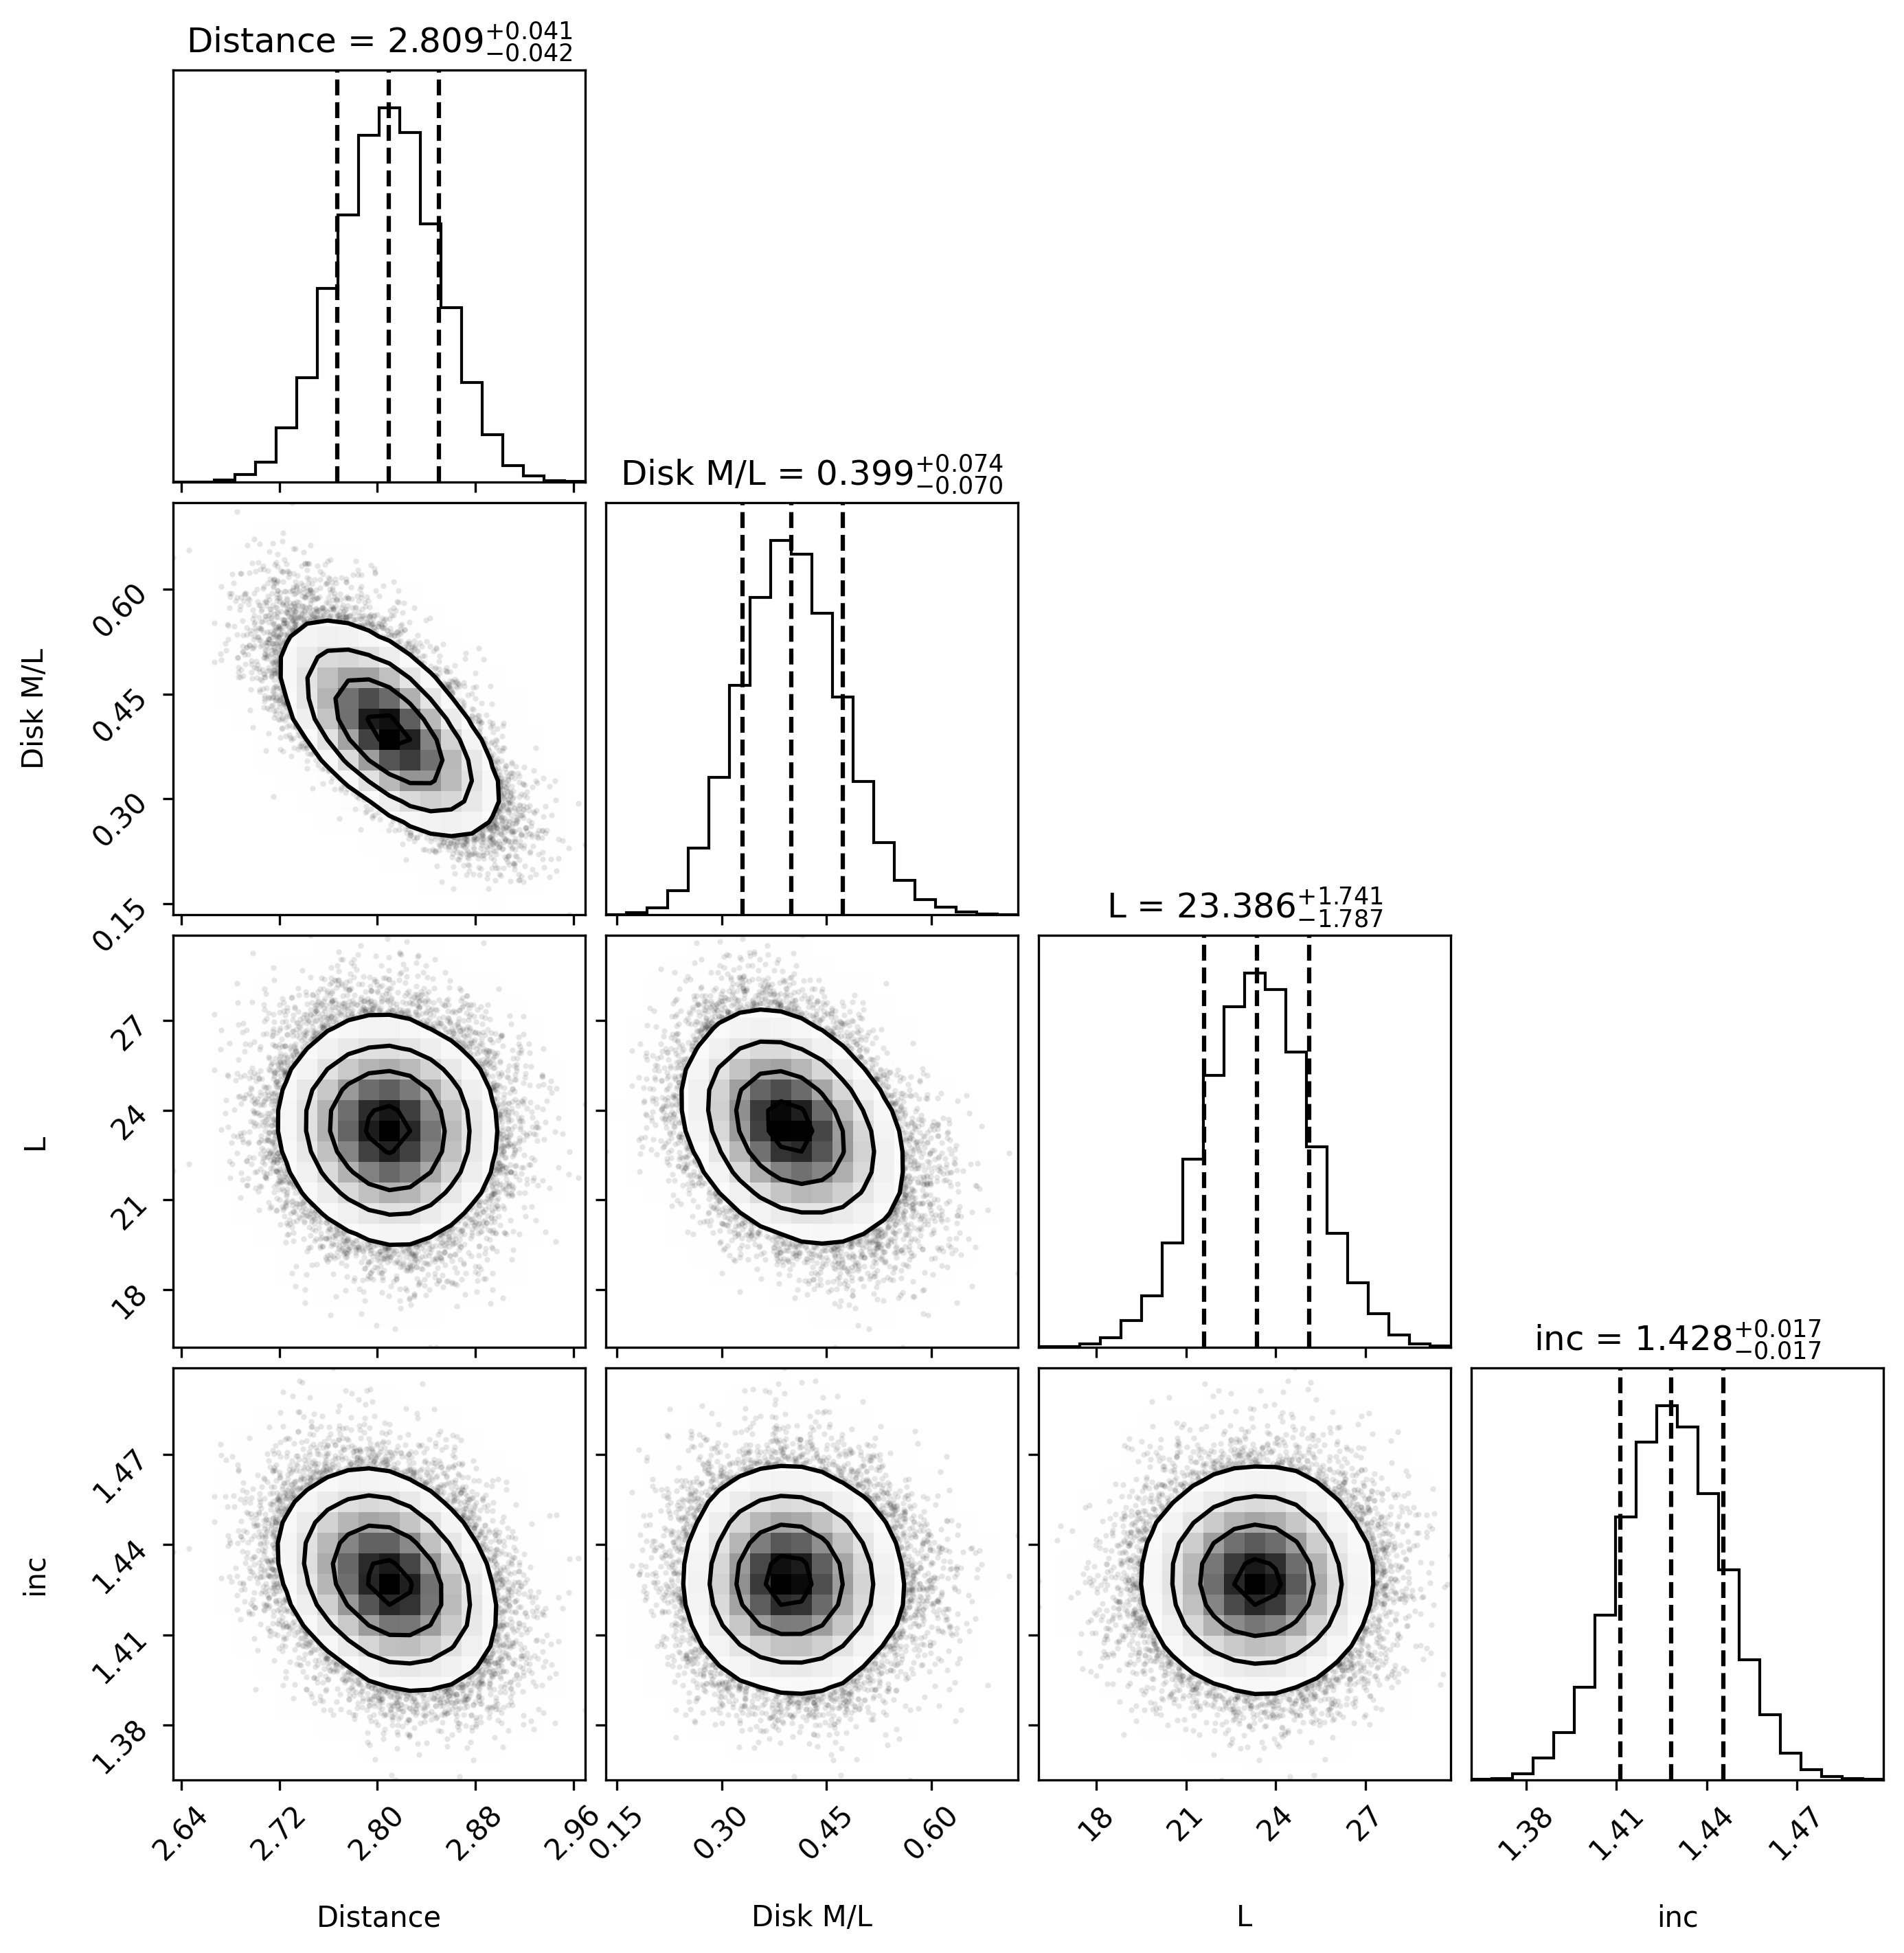 Distance = 2.809 +0.041 −0.042
Disk M/L = 0.399 +0.074 −0.070
Disk M/L
0.60
0.45
0.30
0.15
L = 23.386 +1.741 −1.787
L
27
24
21
18
inc = 1.428 +0.017 −0.017
inc
1.47
1.44
1.41
1.38
2.64 2.72 2.80 2.88 2.96 0.15 0.30 0.45 0.60 18 21 24 27 1.38 1.41 1.44 1.47
Distance Disk M/L L inc